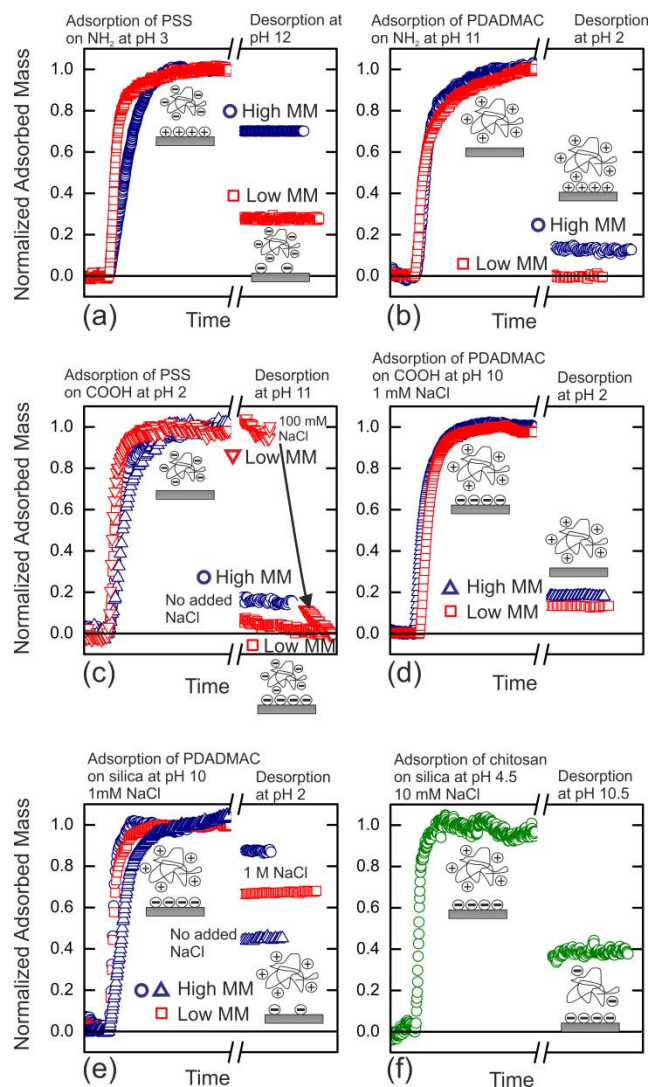 Adsorption of PSS
on NH₂ at pH 3
Desorption at
pH 12
Normalized Adsorbed Mass
1.0
0.8
0.6
0.4
0.2
0.0
High MM
Low MM
(a)
Time
Adsorption of PDADMAC
on NH₂ at pH 11
Desorption
at pH 2
1.0
0.8
0.6
0.4
0.2
0.0
High MM
Low MM
(b)
Time
Adsorption of PSS
on COOH at pH 2
Desorption
at pH 11
Normalized Adsorbed Mass
1.0
0.8
0.6
0.4
0.2
0.0
100 mM
NaCl
Low MM
High MM
No added
NaCl
Low MM
(c)
Time
Adsorption of PDADMAC
on COOH at pH 10
1 mM NaCl
Desorption
at pH 2
1.0
0.8
0.6
0.4
0.2
0.0
High MM
Low MM
(d)
Time
Adsorption of PDADMAC
on silica at pH 10
1mM NaCl
Desorption
at pH 2
Normalized Adsorbed Mass
1.0
0.8
0.6
0.4
0.2
0.0
1 M NaCl
No added
NaCl
High MM
Low MM
(e)
Time
Adsorption of chitosan
on silica at pH 4.5
10 mM NaCl
Desorption
at pH 10.5
1.0
0.8
0.6
0.4
0.2
0.0
(f)
Time